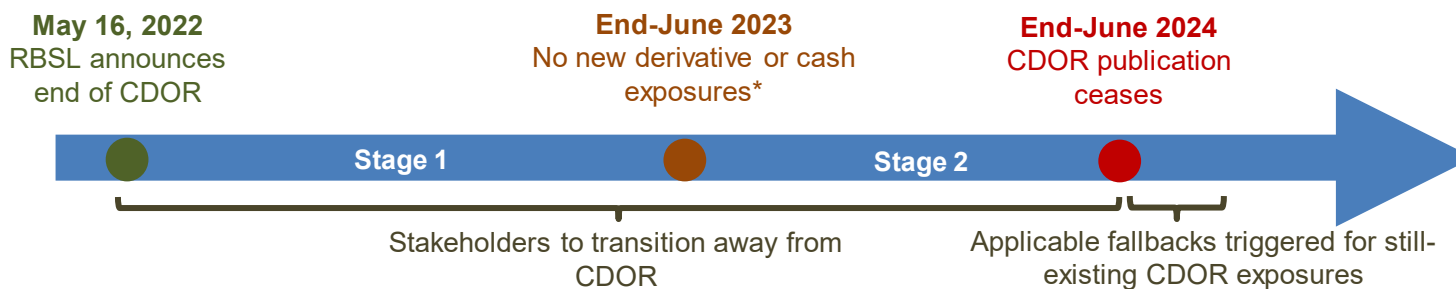 May 16, 2022
RBSL announces
end of CDOR
End-June 2023
No new derivative or cash
exposures*
End-June 2024
CDOR publication
ceases
Stage 1
Stage 2
Stakeholders to transition away from
CDOR
Applicable fallbacks triggered for still-
existing CDOR exposures